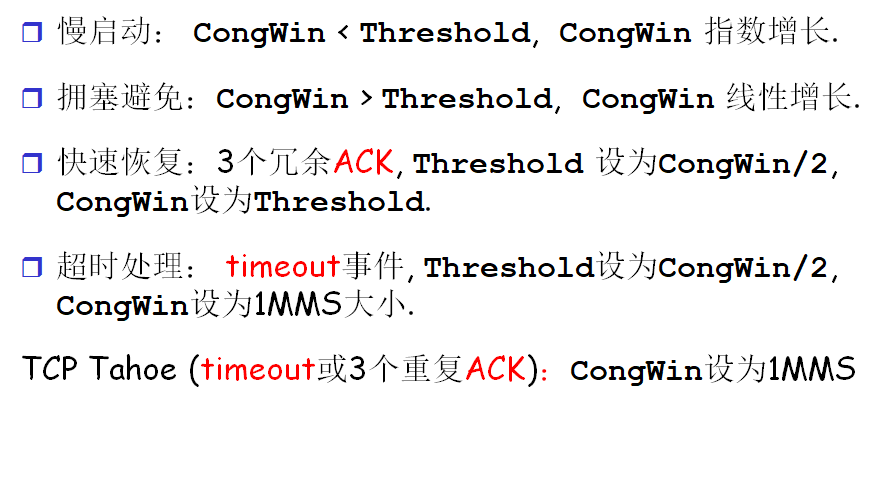 慢启动： CongWin < Threshold, CongWin 指数增长.
拥塞避免：CongWin > Threshold, CongWin 线性增长.
快速恢复：3个冗余ACK, Threshold 设为CongWin/2,
CongWin设为Threshold.
超时处理： timeout事件, Threshold设为CongWin/2,
CongWin设为1MMS大小.
TCP Tahoe (timeout或3个重复ACK)：CongWin设为1MMS